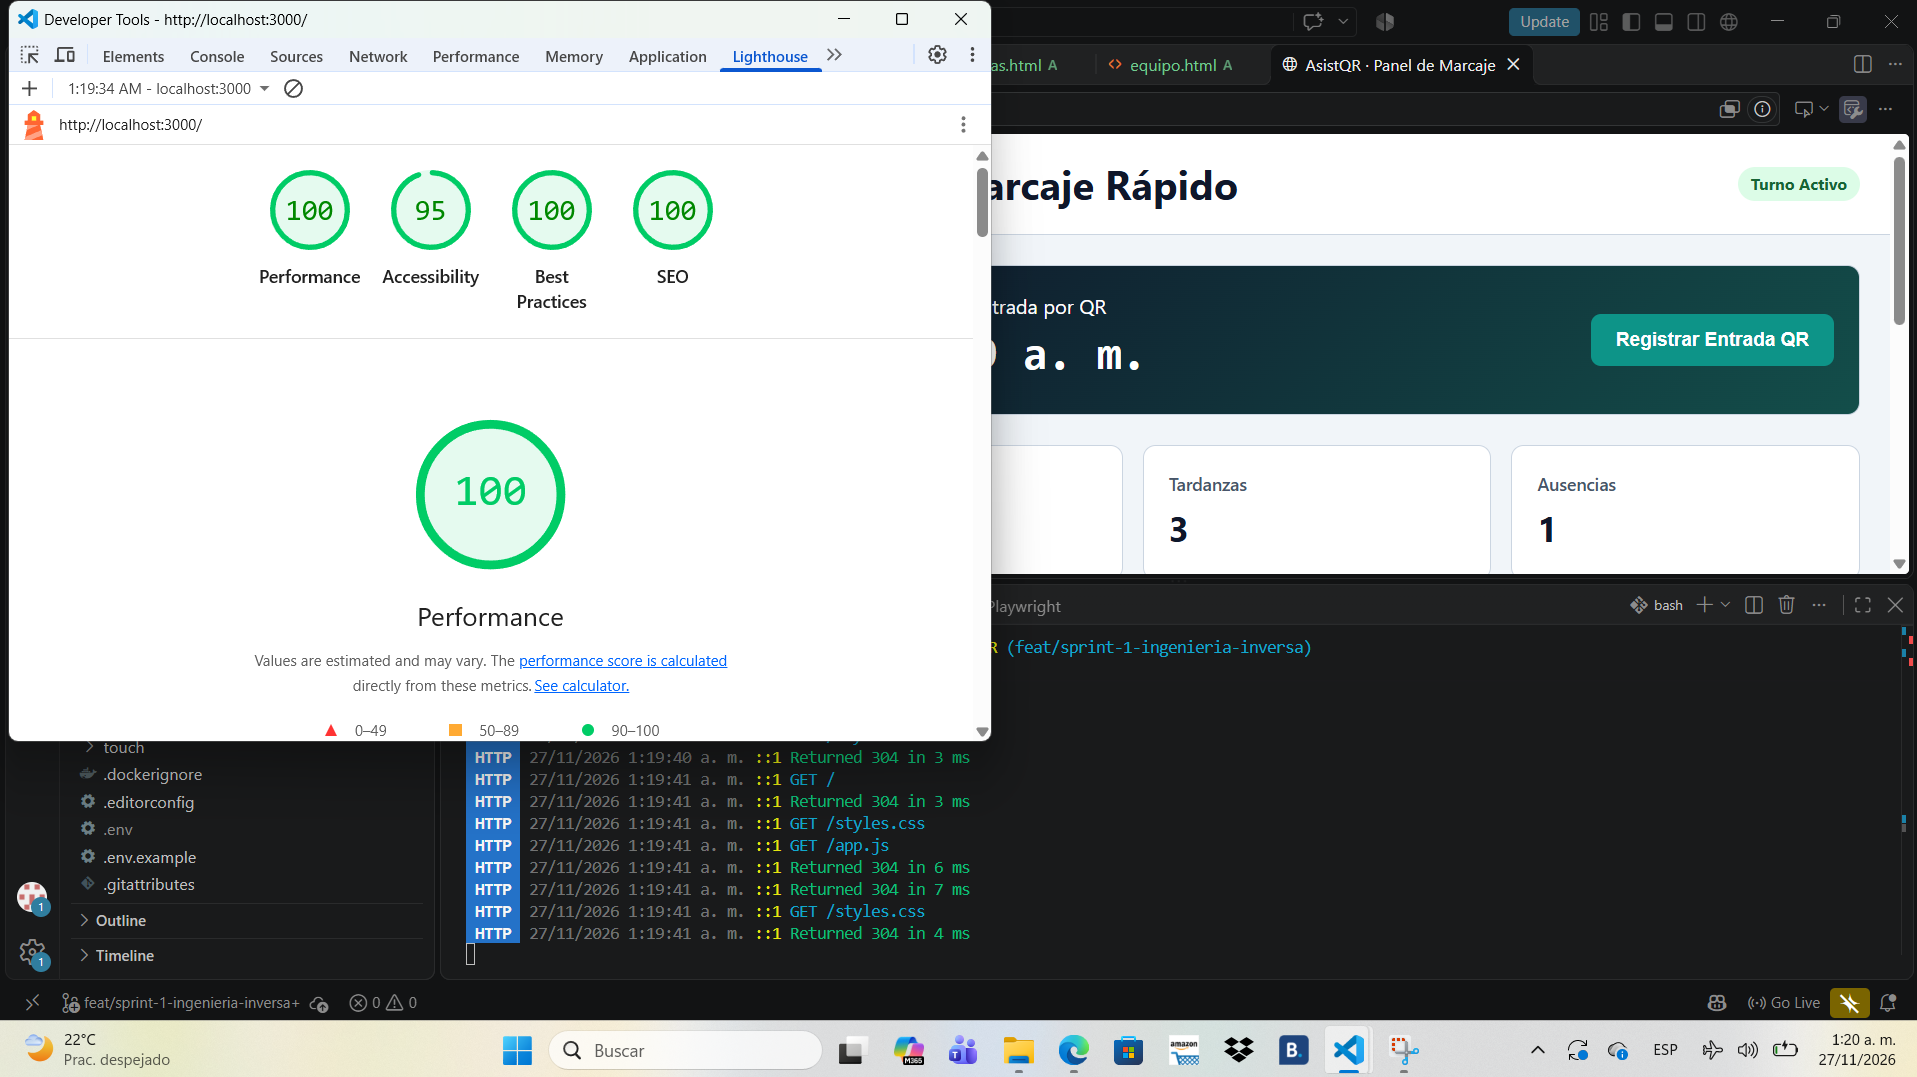 Developer Tools - http://localhost:3000/
Elements Console Sources Network Performance Memory Application Lighthouse
1:19:34 AM - localhost:3000
http://localhost:3000/
100 95 100 100
Performance Accessibility Best Practices SEO
100
Performance
Values are estimated and may vary. The performance score is calculated
directly from these metrics. See calculator.
0–49 50–89 90–100
Update
as.html A equipo.html A AsistQR · Panel de Marcaje
arcaje Rápido
Turno Activo
trada por QR
a. m.
Registrar Entrada QR
Tardanzas
3
Ausencias
1
Playwright
bash
R (feat/sprint-1-ingenieria-inversa)
HTTP 27/11/2026 1:19:40 a. m. ::1 Returned 304 in 3 ms
HTTP 27/11/2026 1:19:41 a. m. ::1 GET /
HTTP 27/11/2026 1:19:41 a. m. ::1 Returned 304 in 3 ms
HTTP 27/11/2026 1:19:41 a. m. ::1 GET /styles.css
HTTP 27/11/2026 1:19:41 a. m. ::1 GET /app.js
HTTP 27/11/2026 1:19:41 a. m. ::1 Returned 304 in 6 ms
HTTP 27/11/2026 1:19:41 a. m. ::1 Returned 304 in 7 ms
HTTP 27/11/2026 1:19:41 a. m. ::1 GET /styles.css
HTTP 27/11/2026 1:19:41 a. m. ::1 Returned 304 in 4 ms
touch
.dockerignore
.editorconfig
.env
.env.example
.gitattributes
Outline
Timeline
1
1
feat/sprint-1-ingenieria-inversa+ 0 0
Go Live
22°C
Prac. despejado
Buscar
M365
amazon
B.
ESP
1:20 a. m.
27/11/2026